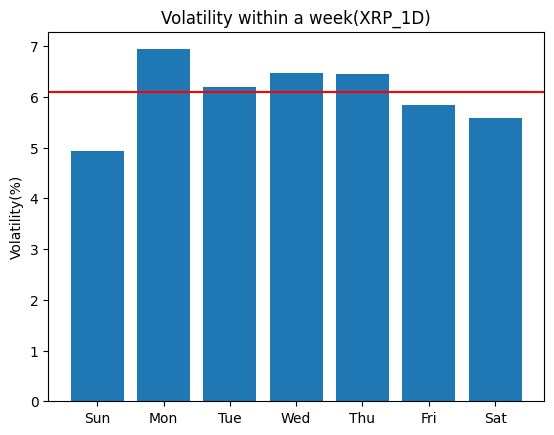 Volatility within a week(XRP_1D)
Volatility(%)
7
6
5
4
3
2
1
0
Sun Mon Tue Wed Thu Fri Sat